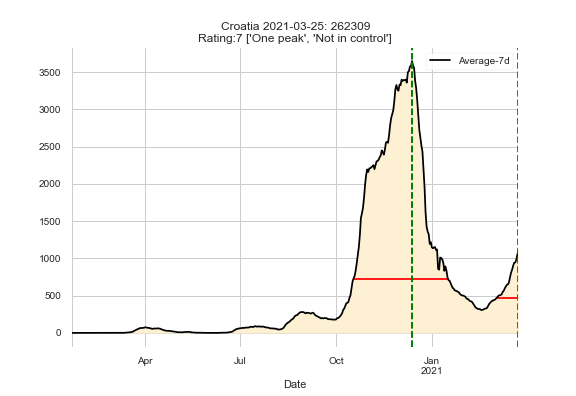 Croatia 2021-03-25: 262309
Rating:7 ['One peak', 'Not in control']
Average-7d
3500
3000
2500
2000
1500
1000
500
0
Apr
Jul
Oct
Jan
2021
Date